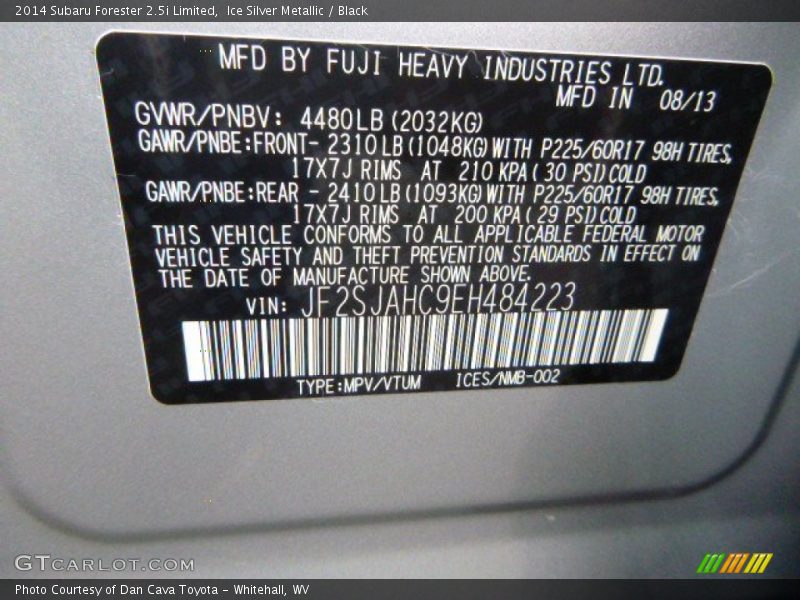 2014 Subaru Forester 2.5i Limited,  Ice Silver Metallic / Black
MFD BY FUJI HEAVY INDUSTRIES LTD.
MFD IN 08/13
GVWR/PNBV: 4480LB(2032KG)
GAWR/PNBE:FRONT- 2310LB(1048KG)WITH P225/60R17 98H TIRES,
17X7J RIMS AT 210 KPA( 30 PSI)COLD
GAWR/PNBE:REAR - 2410LB(1093KG)WITH P225/60R17 98H TIRES,
17X7J RIMS AT 200 KPA( 29 PSI)COLD
THIS VEHICLE CONFORMS TO ALL APPLICABLE FEDERAL MOTOR
VEHICLE SAFETY AND THEFT PREVENTION STANDARDS IN EFFECT ON
THE DATE OF MANUFACTURE SHOWN ABOVE.
VIN: JF2SJAHC9EH484223
TYPE:MPV/VTUM ICES/NMB-002
GTCARLOT.COM
Photo Courtesy of Dan Cava Toyota - Whitehall, WV